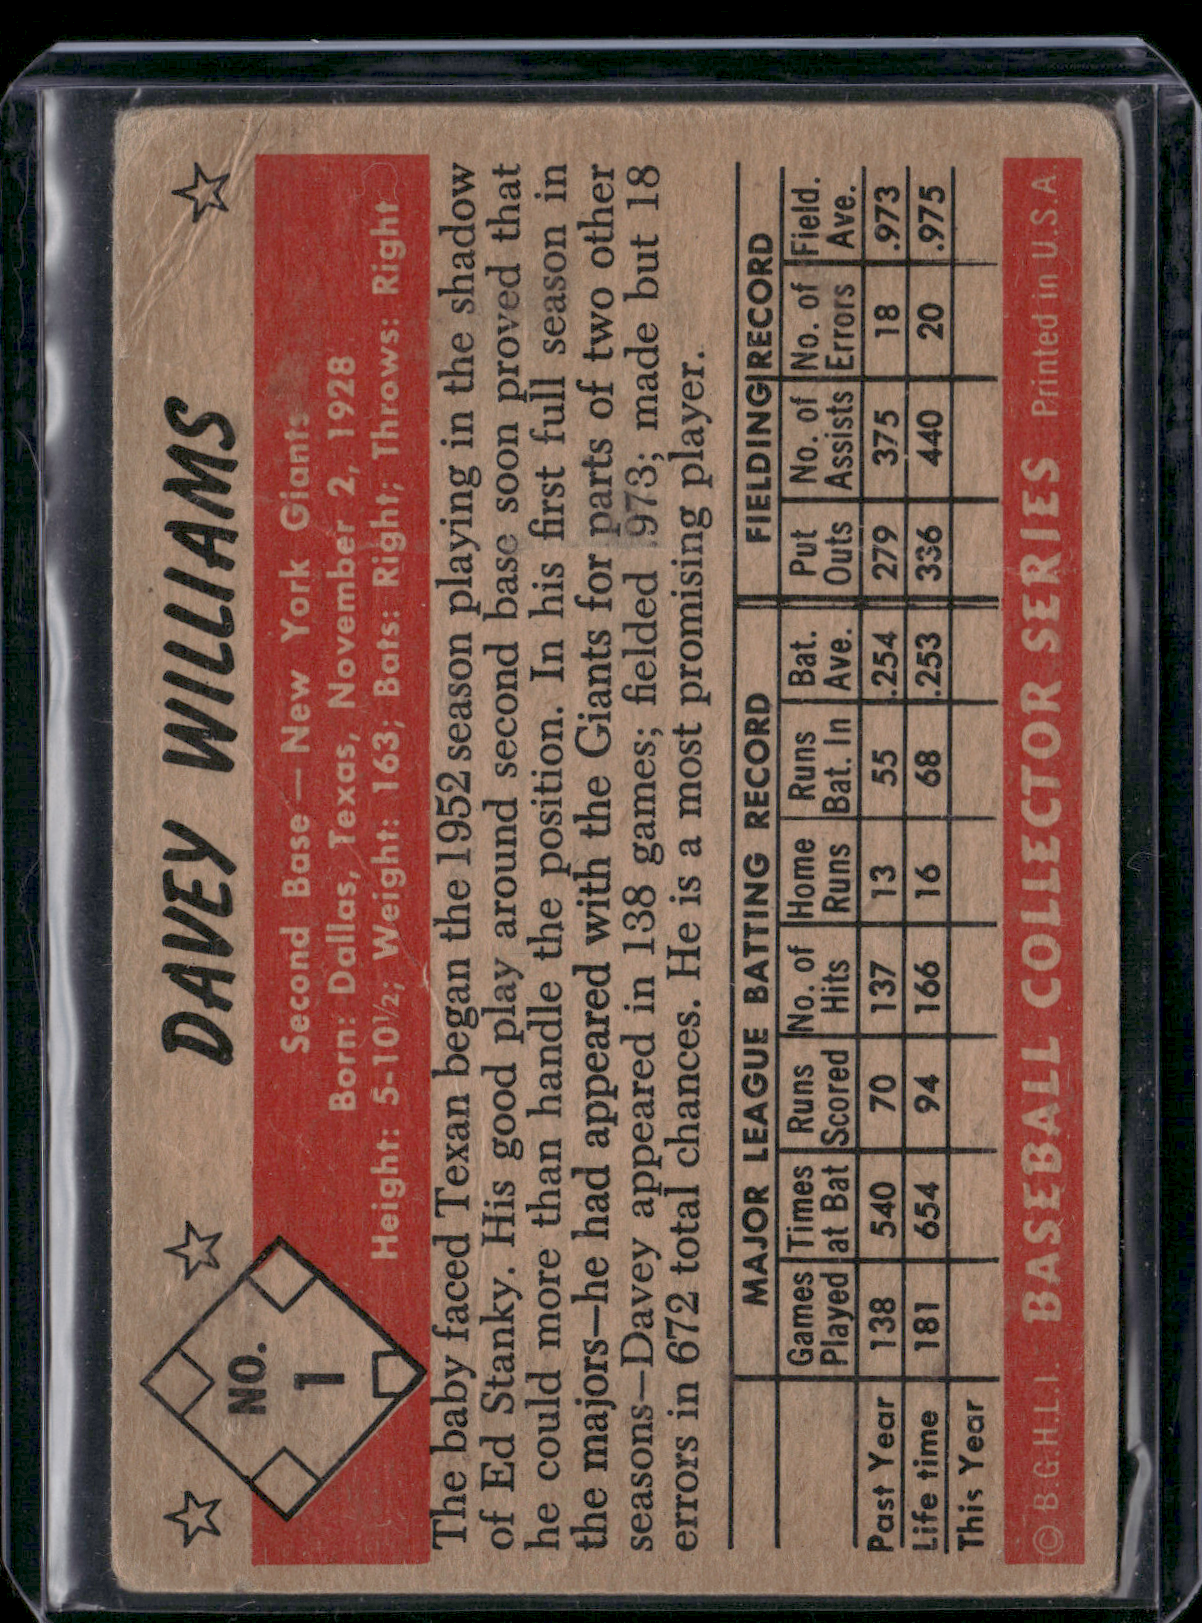 NO.
1
DAVEY WILLIAMS
Second Base — New York Giants
Born: Dallas, Texas, November 2, 1928
Height: 5-10½; Weight: 163; Bats: Right; Throws: Right
The baby faced Texan began the 1952 season playing in the shadow
of Ed Stanky. His good play around second base soon proved that
he could more than handle the position. In his first full season in
the majors—he had appeared with the Giants for parts of two other
seasons—Davey appeared in 138 games; fielded .973; made but 18
errors in 672 total chances. He is a most promising player.
MAJOR LEAGUE BATTING RECORD FIELDING RECORD
Games Times Runs No. of Home Runs Bat. Put No. of No. of Field.
Played at Bat Scored Hits Runs Bat. In Ave. Outs Assists Errors Ave.
Past Year 138 540 70 137 13 55 .254 279 375 18 .973
Life time 181 654 94 166 16 68 .253 336 440 20 .975
This Year
© B.G.H.L.I. BASEBALL COLLECTOR SERIES Printed in U.S.A.